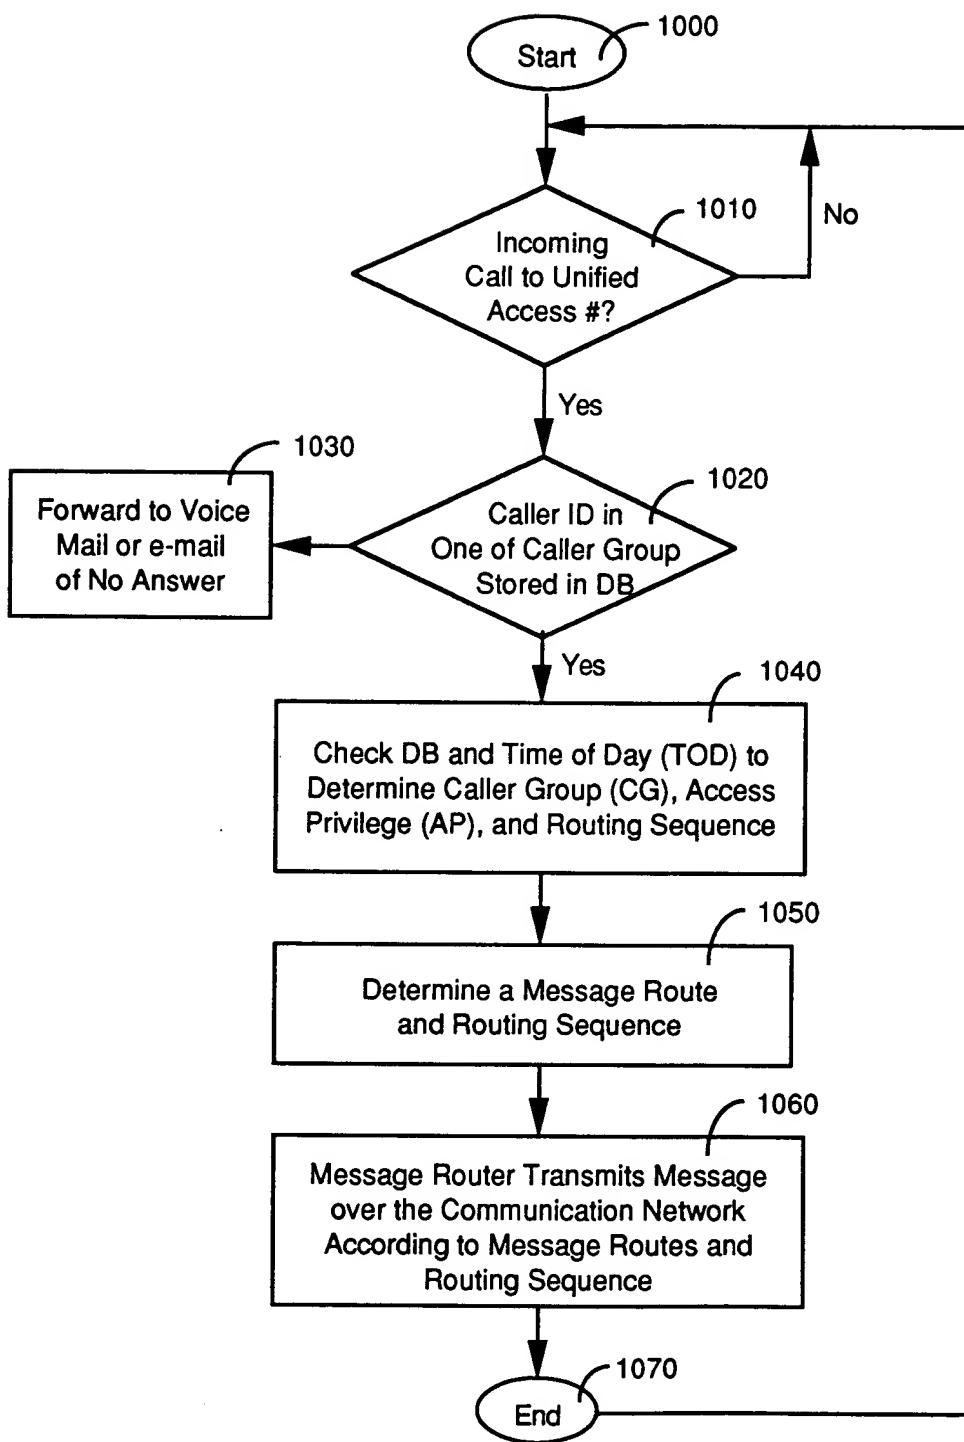 1000
Start
1010
No
Incoming
Call to Unified
Access #?
Yes
1030
Forward to Voice
Mail or e-mail
of No Answer
1020
Caller ID in
One of Caller Group
Stored in DB
Yes
1040
Check DB and Time of Day (TOD) to
Determine Caller Group (CG), Access
Privilege (AP), and Routing Sequence
1050
Determine a Message Route
and Routing Sequence
1060
Message Router Transmits Message
over the Communication Network
According to Message Routes and
Routing Sequence
1070
End